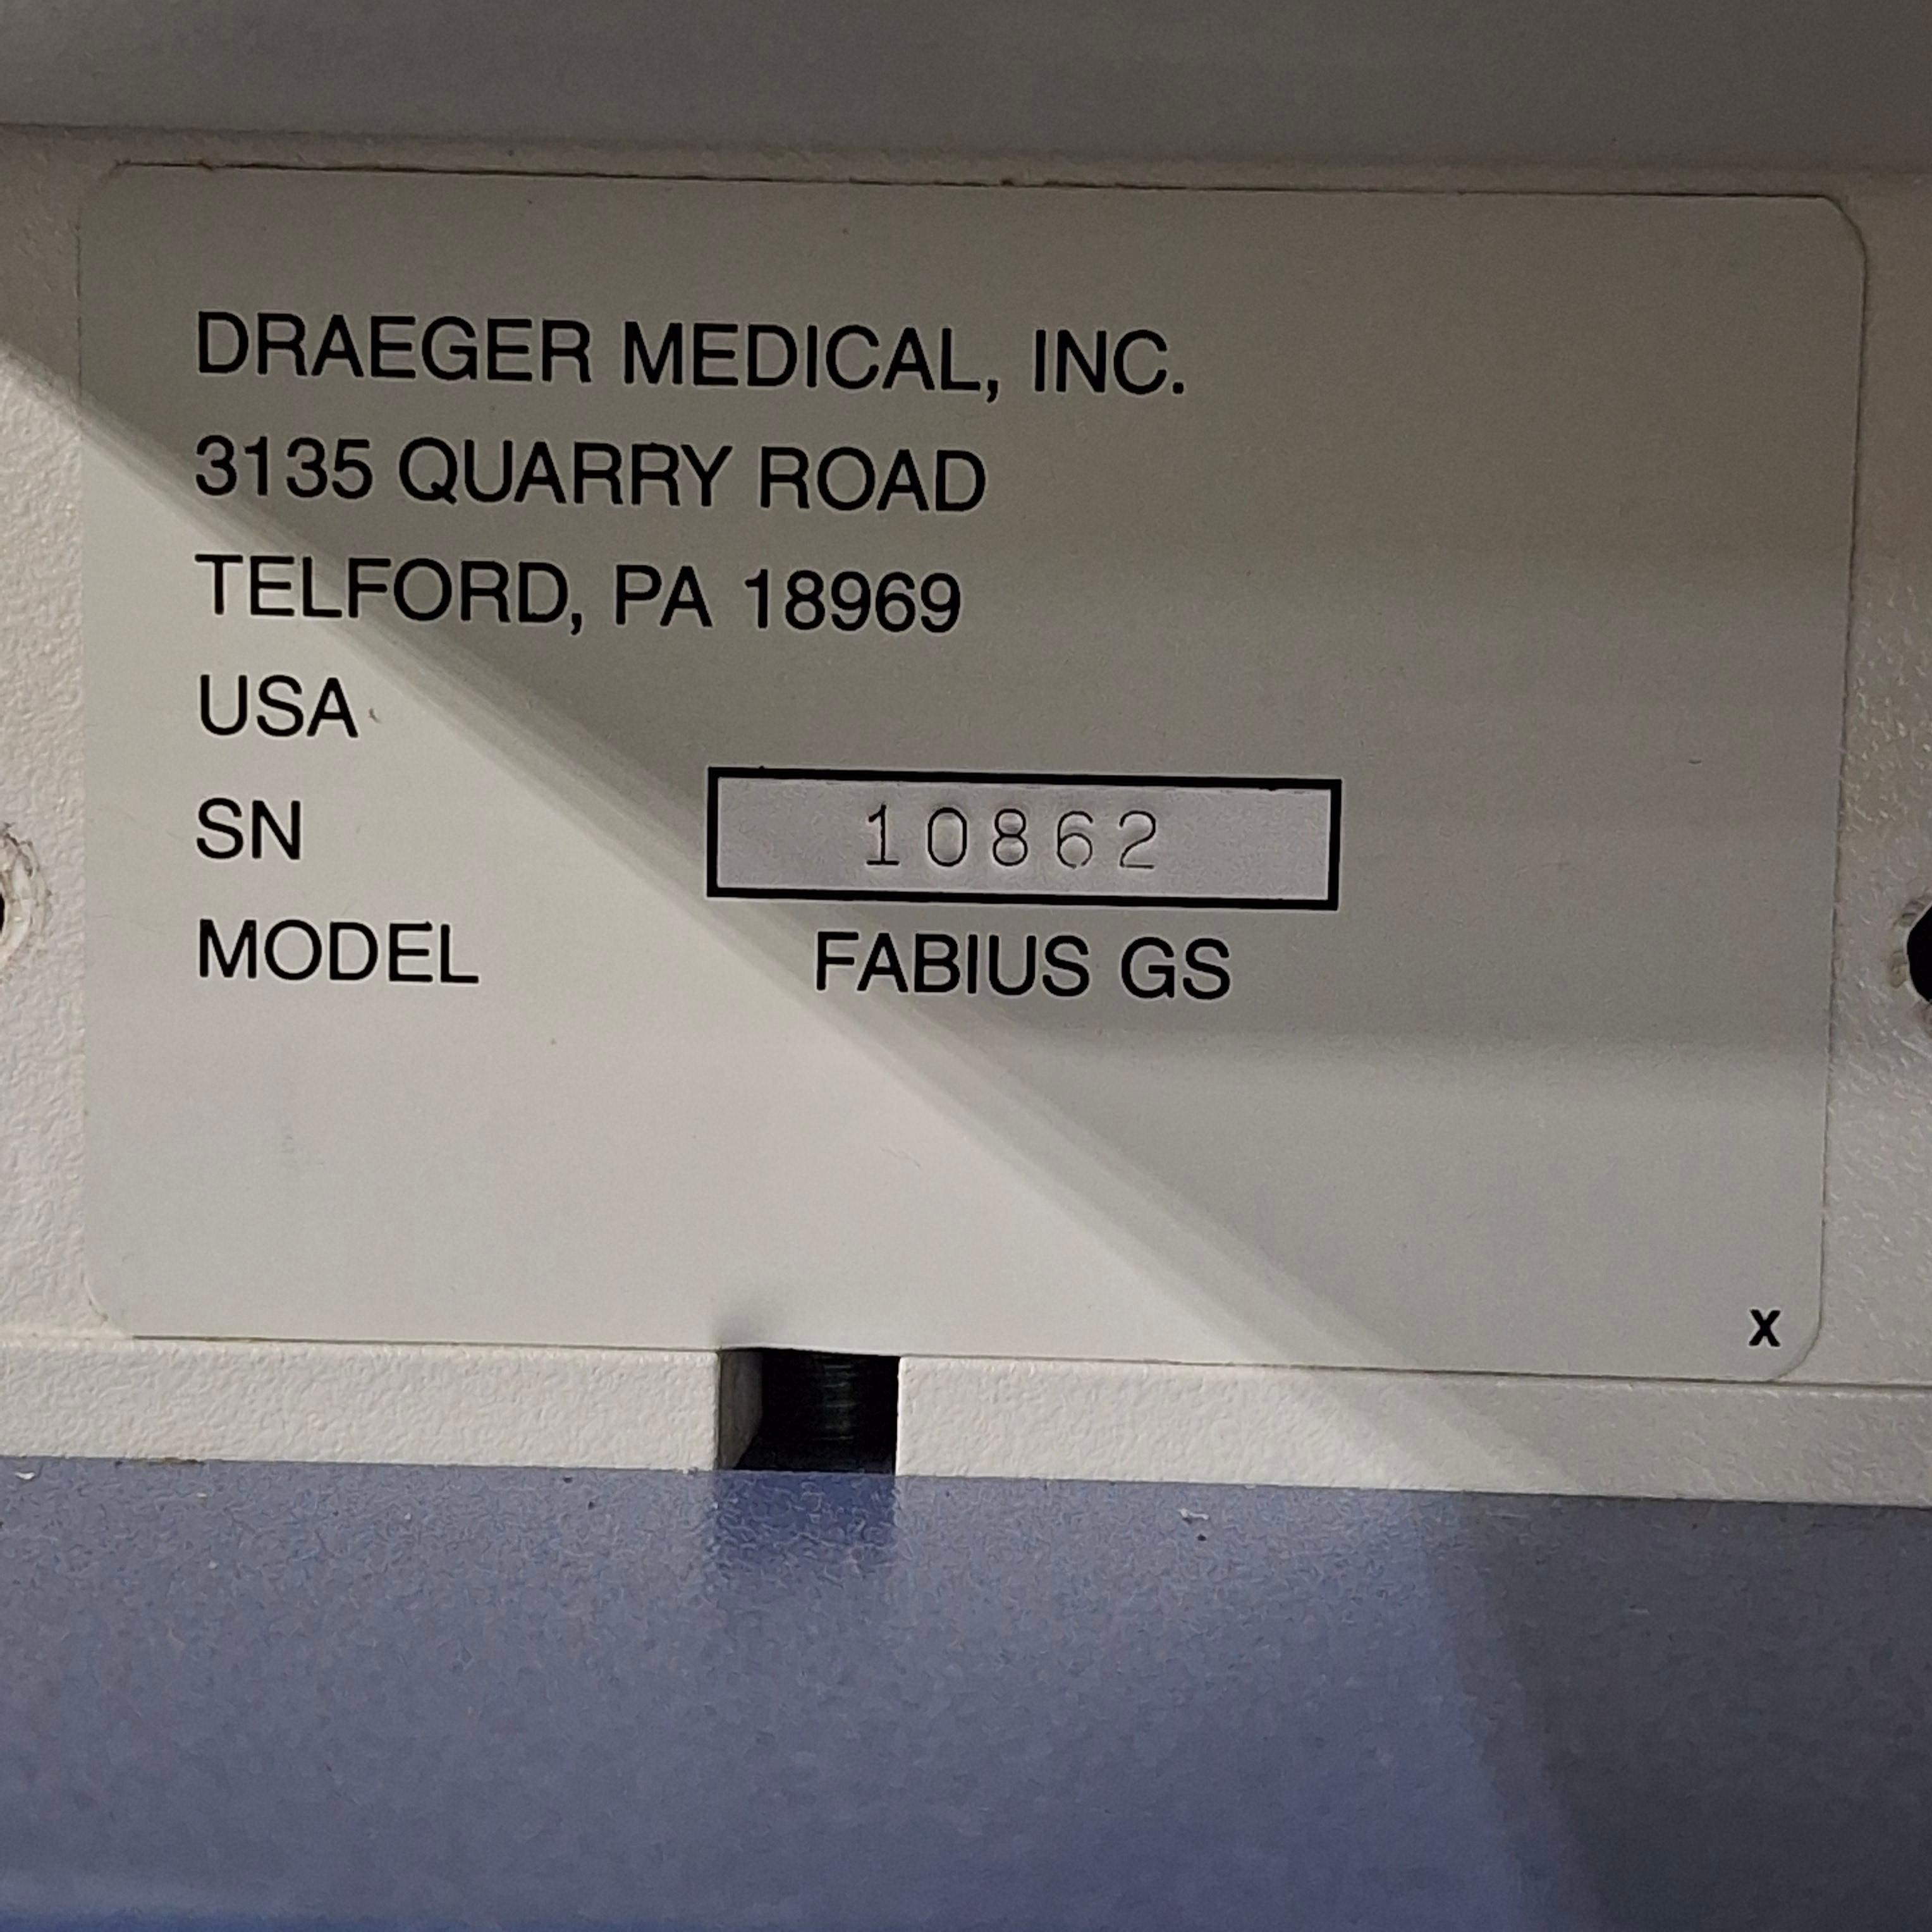 DRAEGER MEDICAL, INC.
3135 QUARRY ROAD
TELFORD, PA 18969
USA
SN 10862
MODEL FABIUS GS
X